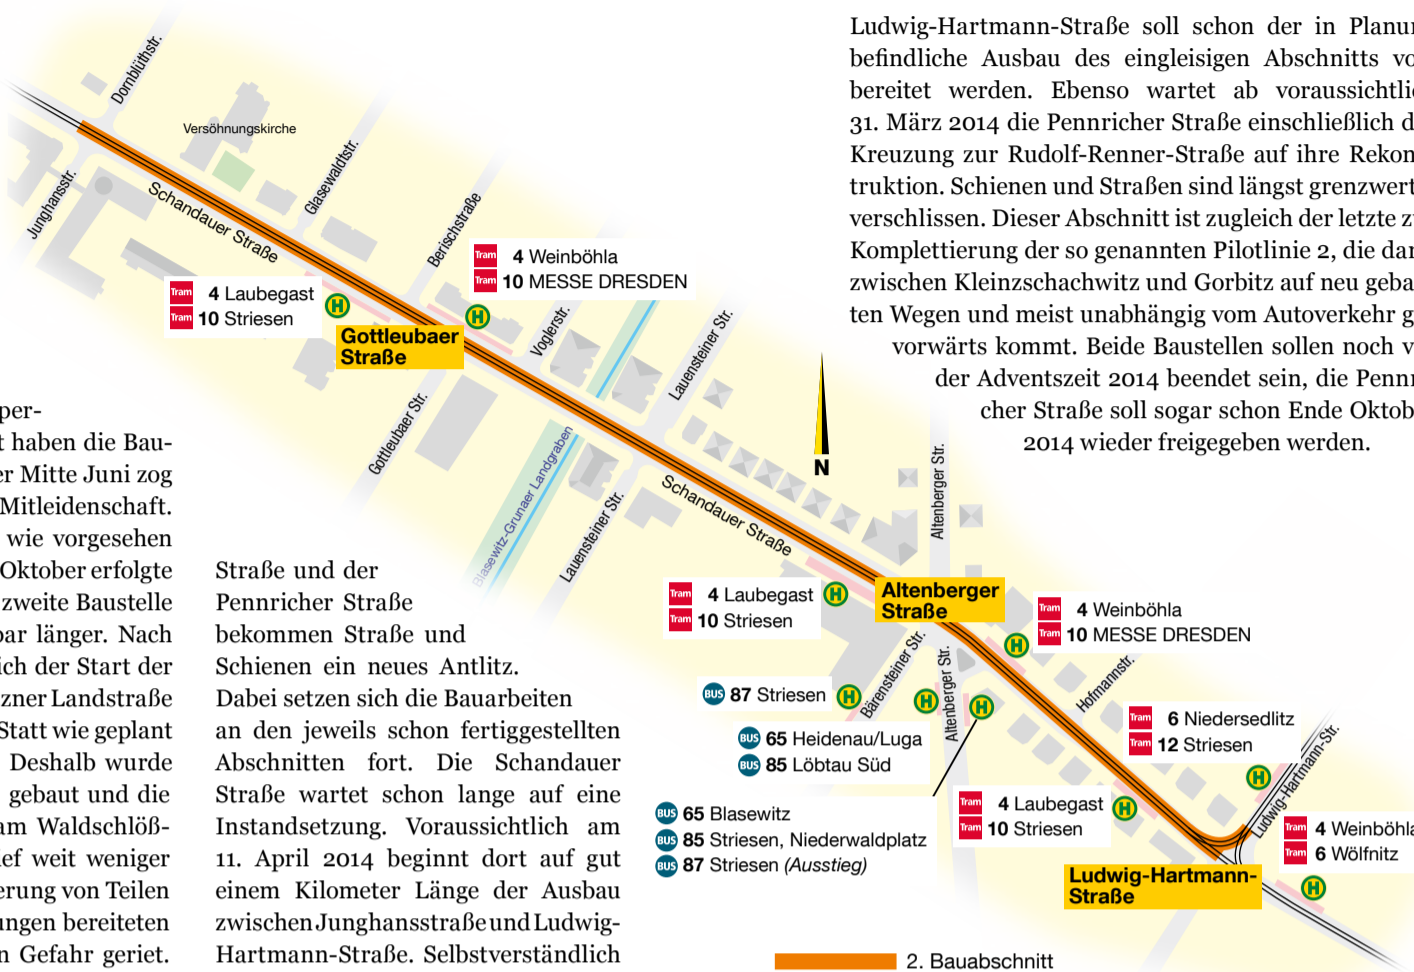 per-
t haben die Bau-
er Mitte Juni zog
Mitleidenschaft.
wie vorgesehen
Oktober erfolgte
zweite Baustelle
bar länger. Nach
ich der Start der
zner Landstraße
Statt wie geplant
Deshalb wurde
gebaut und die
am Waldschlöß-
ief weit weniger
erung von Teilen
ungen bereiteten
n Gefahr geriet.
Straße und der
Pennricher Straße
bekommen Straße und
Schienen ein neues Antlitz.
Dabei setzen sich die Bauarbeiten
an den jeweils schon fertiggestellten
Abschnitten fort. Die Schandauer
Straße wartet schon lange auf eine
Instandsetzung. Voraussichtlich am
11. April 2014 beginnt dort auf gut
einem Kilometer Länge der Ausbau
zwischen Junghansstraße und Ludwig-
Hartmann-Straße. Selbstverständlich
Ludwig-Hartmann-Straße soll schon der in Planun
befindliche Ausbau des eingleisigen Abschnitts vo
bereitet werden. Ebenso wartet ab voraussichtlic
31. März 2014 die Pennricher Straße einschließlich d
Kreuzung zur Rudolf-Renner-Straße auf ihre Rekon
truktion. Schienen und Straßen sind längst grenzwert
verschlissen. Dieser Abschnitt ist zugleich der letzte z
Komplettierung der so genannten Pilotlinie 2, die dan
zwischen Kleinzschachwitz und Gorbitz auf neu geba
ten Wegen und meist unabhängig vom Autoverkehr g
vorwärts kommt. Beide Baustellen sollen noch v
der Adventszeit 2014 beendet sein, die Pennr
cher Straße soll sogar schon Ende Oktob
2014 wieder freigegeben werden.
Dornblüthstr.
Versöhnungskirche
Junghansstr.
Glasewaldtstr.
Schandauer Straße
Berischstraße
Tram 4 Weinböhla
Tram 10 MESSE DRESDEN
H
Tram 4 Laubegast
Tram 10 Striesen
H
Gottleubaer
Straße
Voglerstr.
Lauensteiner Str.
Gottleubaer Str.
Blasewitz-Grunaer Landgraben
Lauensteiner Str.
N
Schandauer Straße
Altenberger Str.
Tram 4 Laubegast
Tram 10 Striesen
H
Altenberger
Straße
Tram 4 Weinböhla
Tram 10 MESSE DRESDEN
H
Bärensteiner Str.
Altenberger Str.
Hofmannstr.
BUS 87 Striesen
H
BUS 65 Heidenau/Luga
BUS 85 Löbtau Süd
H
H
BUS 65 Blasewitz
BUS 85 Striesen, Niederwaldplatz
BUS 87 Striesen (Ausstieg)
Tram 6 Niedersedlitz
Tram 12 Striesen
H
Ludwig-Hartmann-Str.
Tram 4 Laubegast
Tram 10 Striesen
H
Tram 4 Weinböhla
Tram 6 Wölfnitz
H
Ludwig-Hartmann-
Straße
2. Bauabschnitt